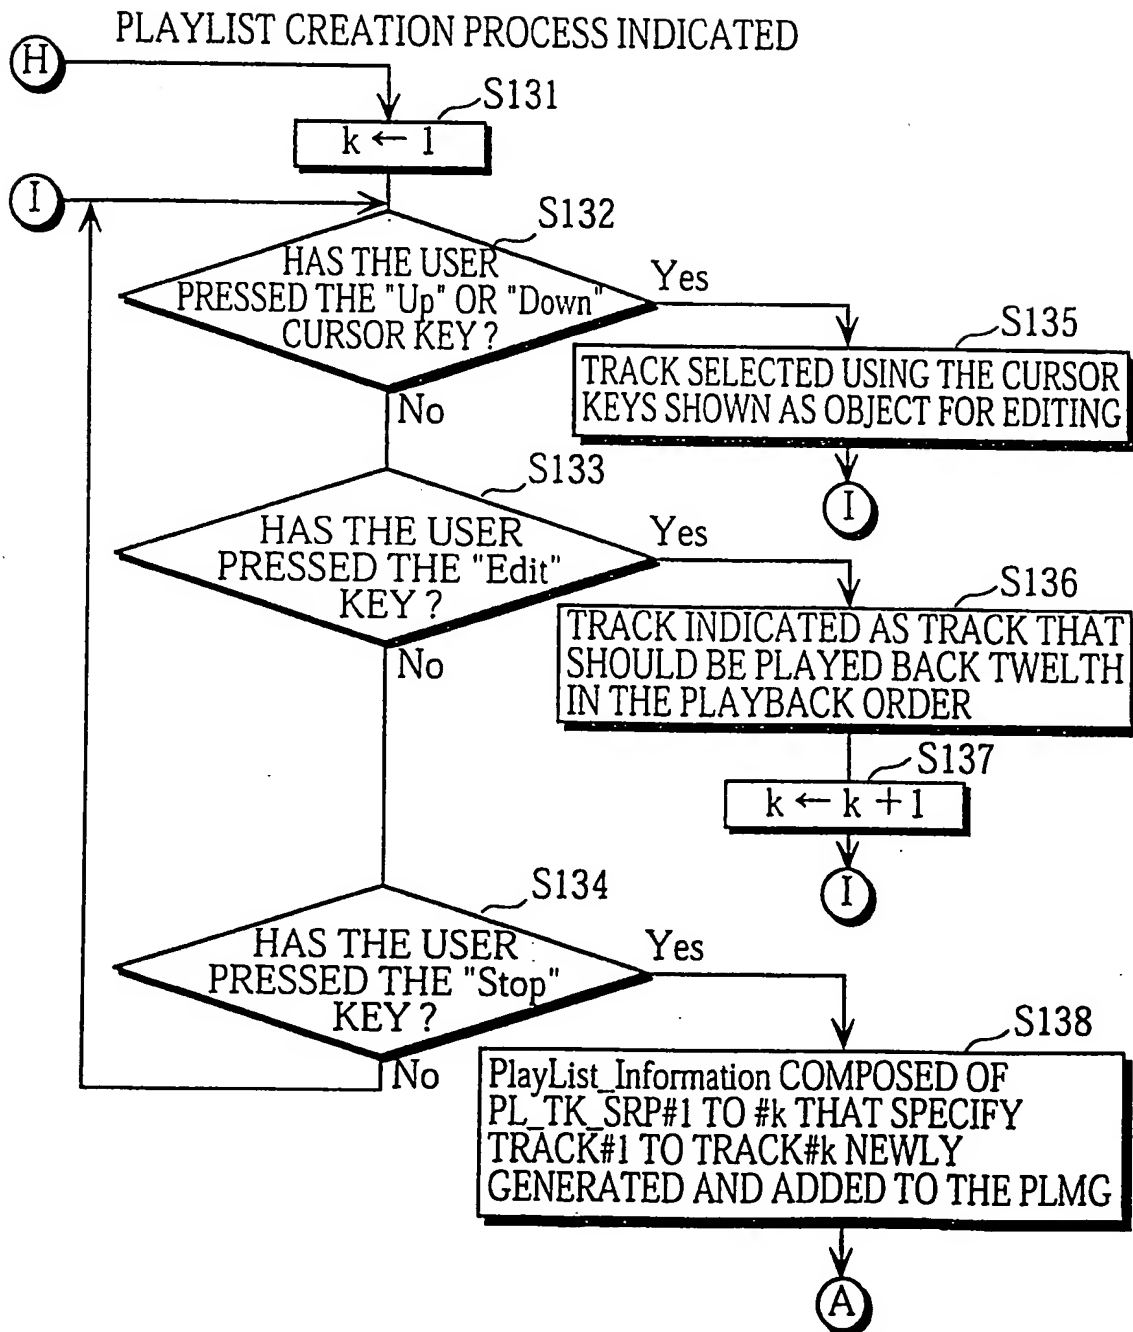 PLAYLIST CREATION PROCESS INDICATED
H
S131
k ← 1
I
S132
HAS THE USER
PRESSED THE "Up" OR "Down"
CURSOR KEY ?
Yes
No
S135
TRACK SELECTED USING THE CURSOR
KEYS SHOWN AS OBJECT FOR EDITING
I
S133
HAS THE USER
PRESSED THE "Edit"
KEY ?
Yes
No
S136
TRACK INDICATED AS TRACK THAT
SHOULD BE PLAYED BACK TWELTH
IN THE PLAYBACK ORDER
S137
k ← k + 1
I
S134
HAS THE USER
PRESSED THE "Stop"
KEY ?
Yes
No
S138
PlayList_Information COMPOSED OF
PL_TK_SRP#1 TO #k THAT SPECIFY
TRACK#1 TO TRACK#k NEWLY
GENERATED AND ADDED TO THE PLMG
A